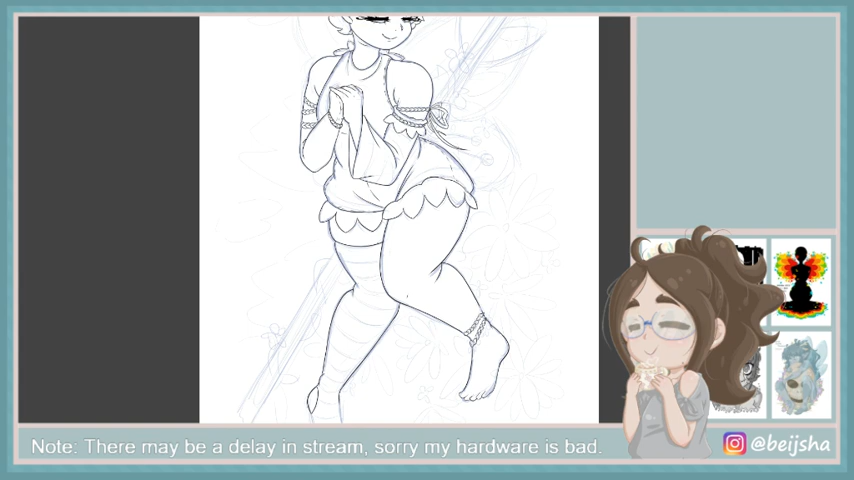 Note: There may be a delay in stream, sorry my hardware is bad.
@beijsha